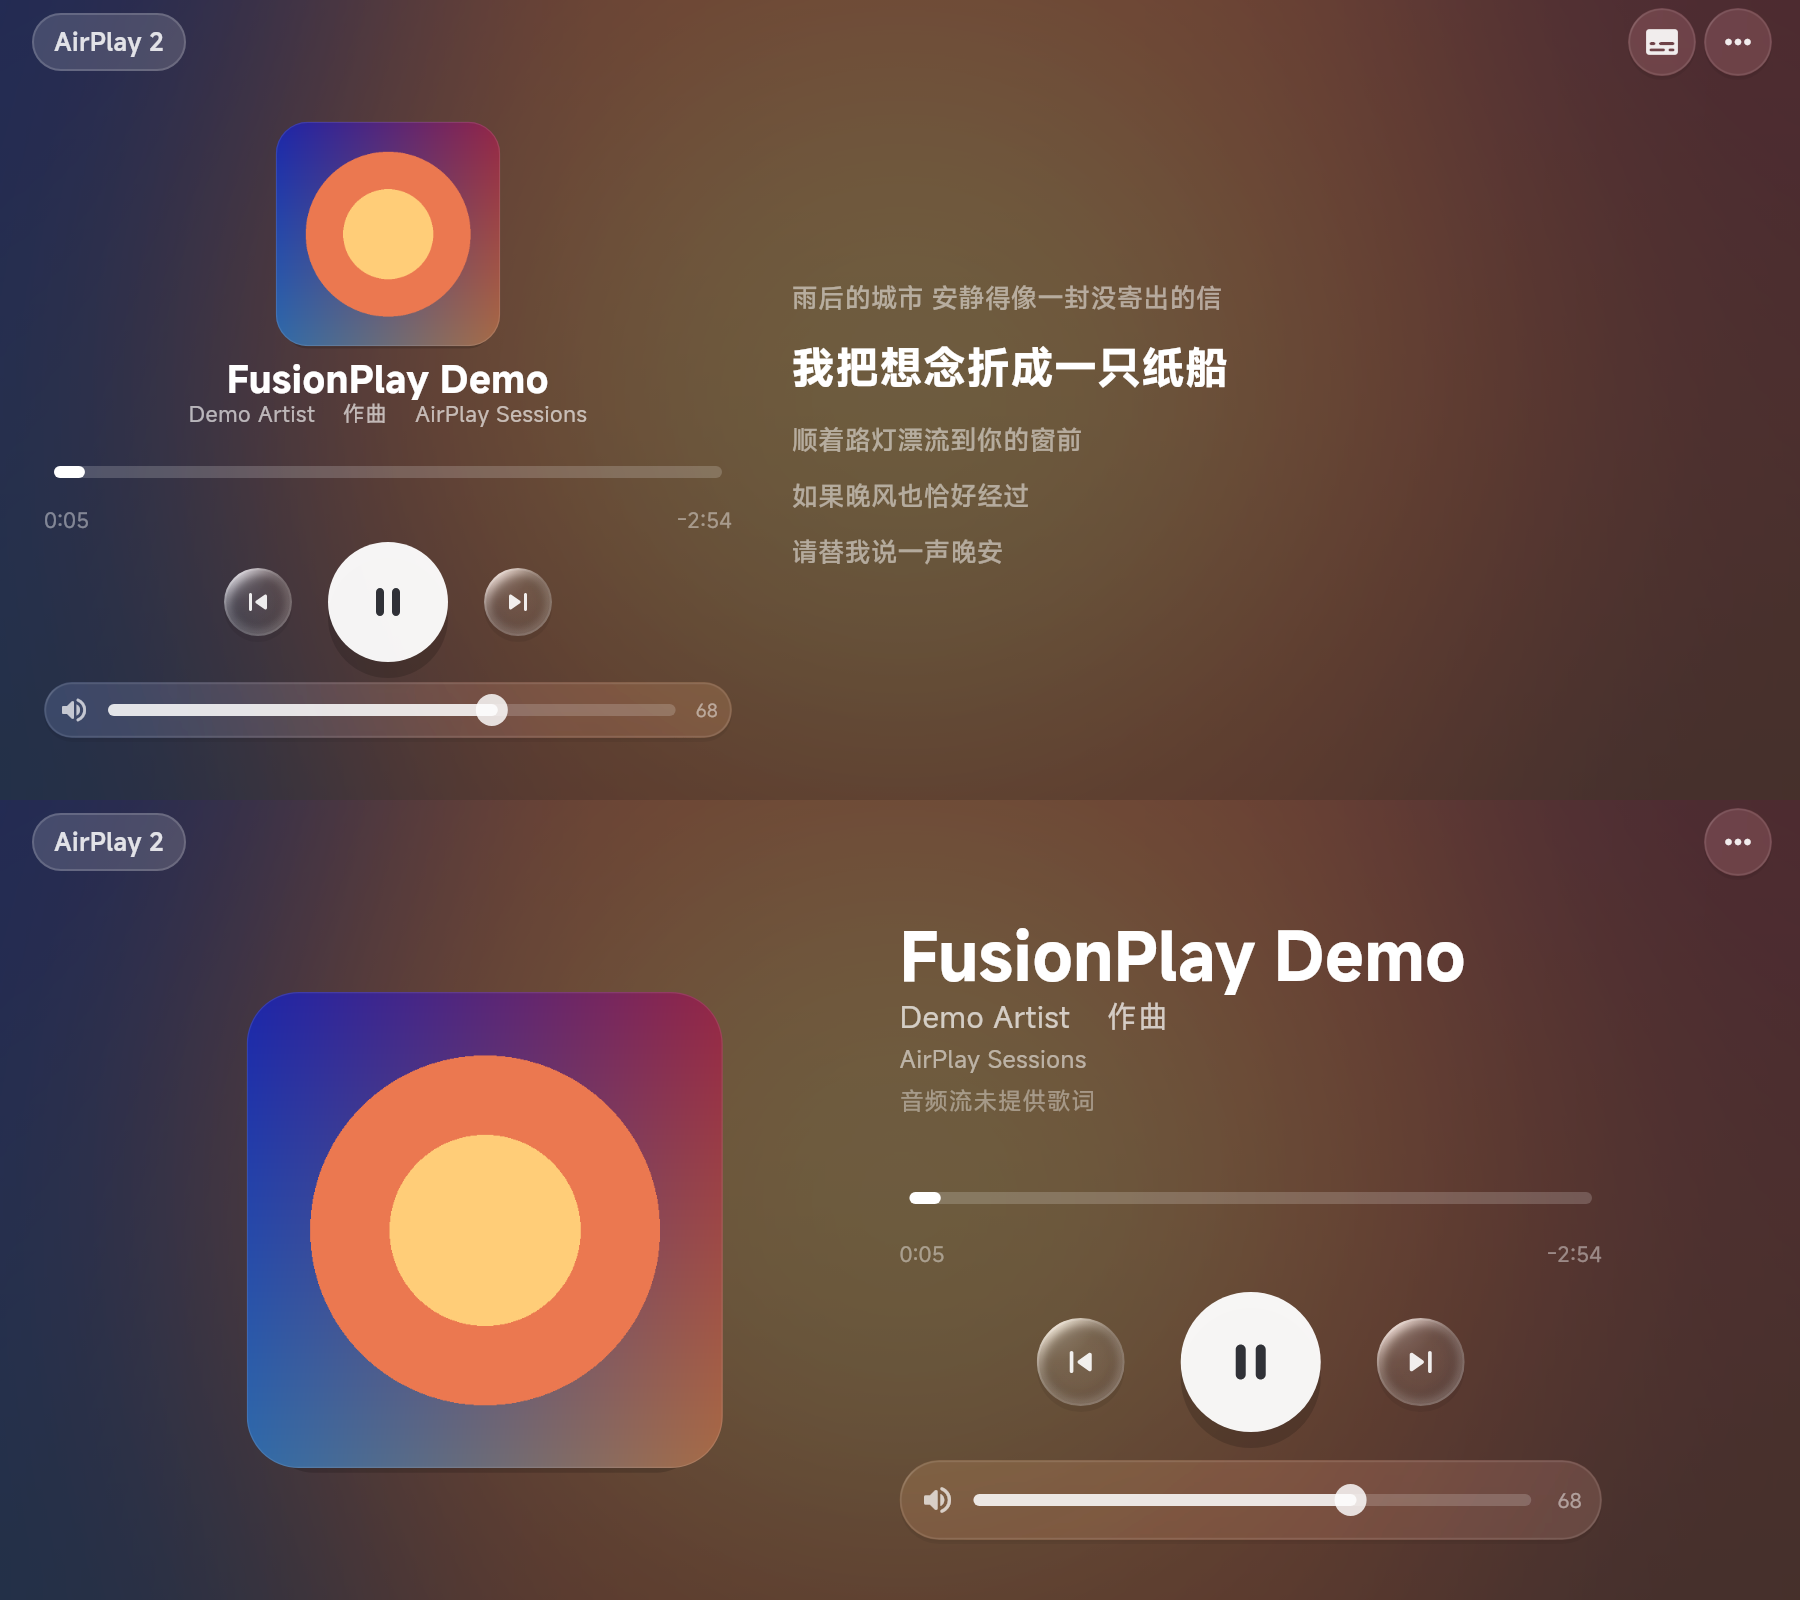 AirPlay 2
FusionPlay Demo
Demo Artist 作曲 AirPlay Sessions
0:05 -2:54
68
雨后的城市 安静得像一封没寄出的信
我把想念折成一只纸船
顺着路灯漂流到你的窗前
如果晚风也恰好经过
请替我说一声晚安
AirPlay 2
FusionPlay Demo
Demo Artist 作曲
AirPlay Sessions
音频流未提供歌词
0:05 -2:54
68